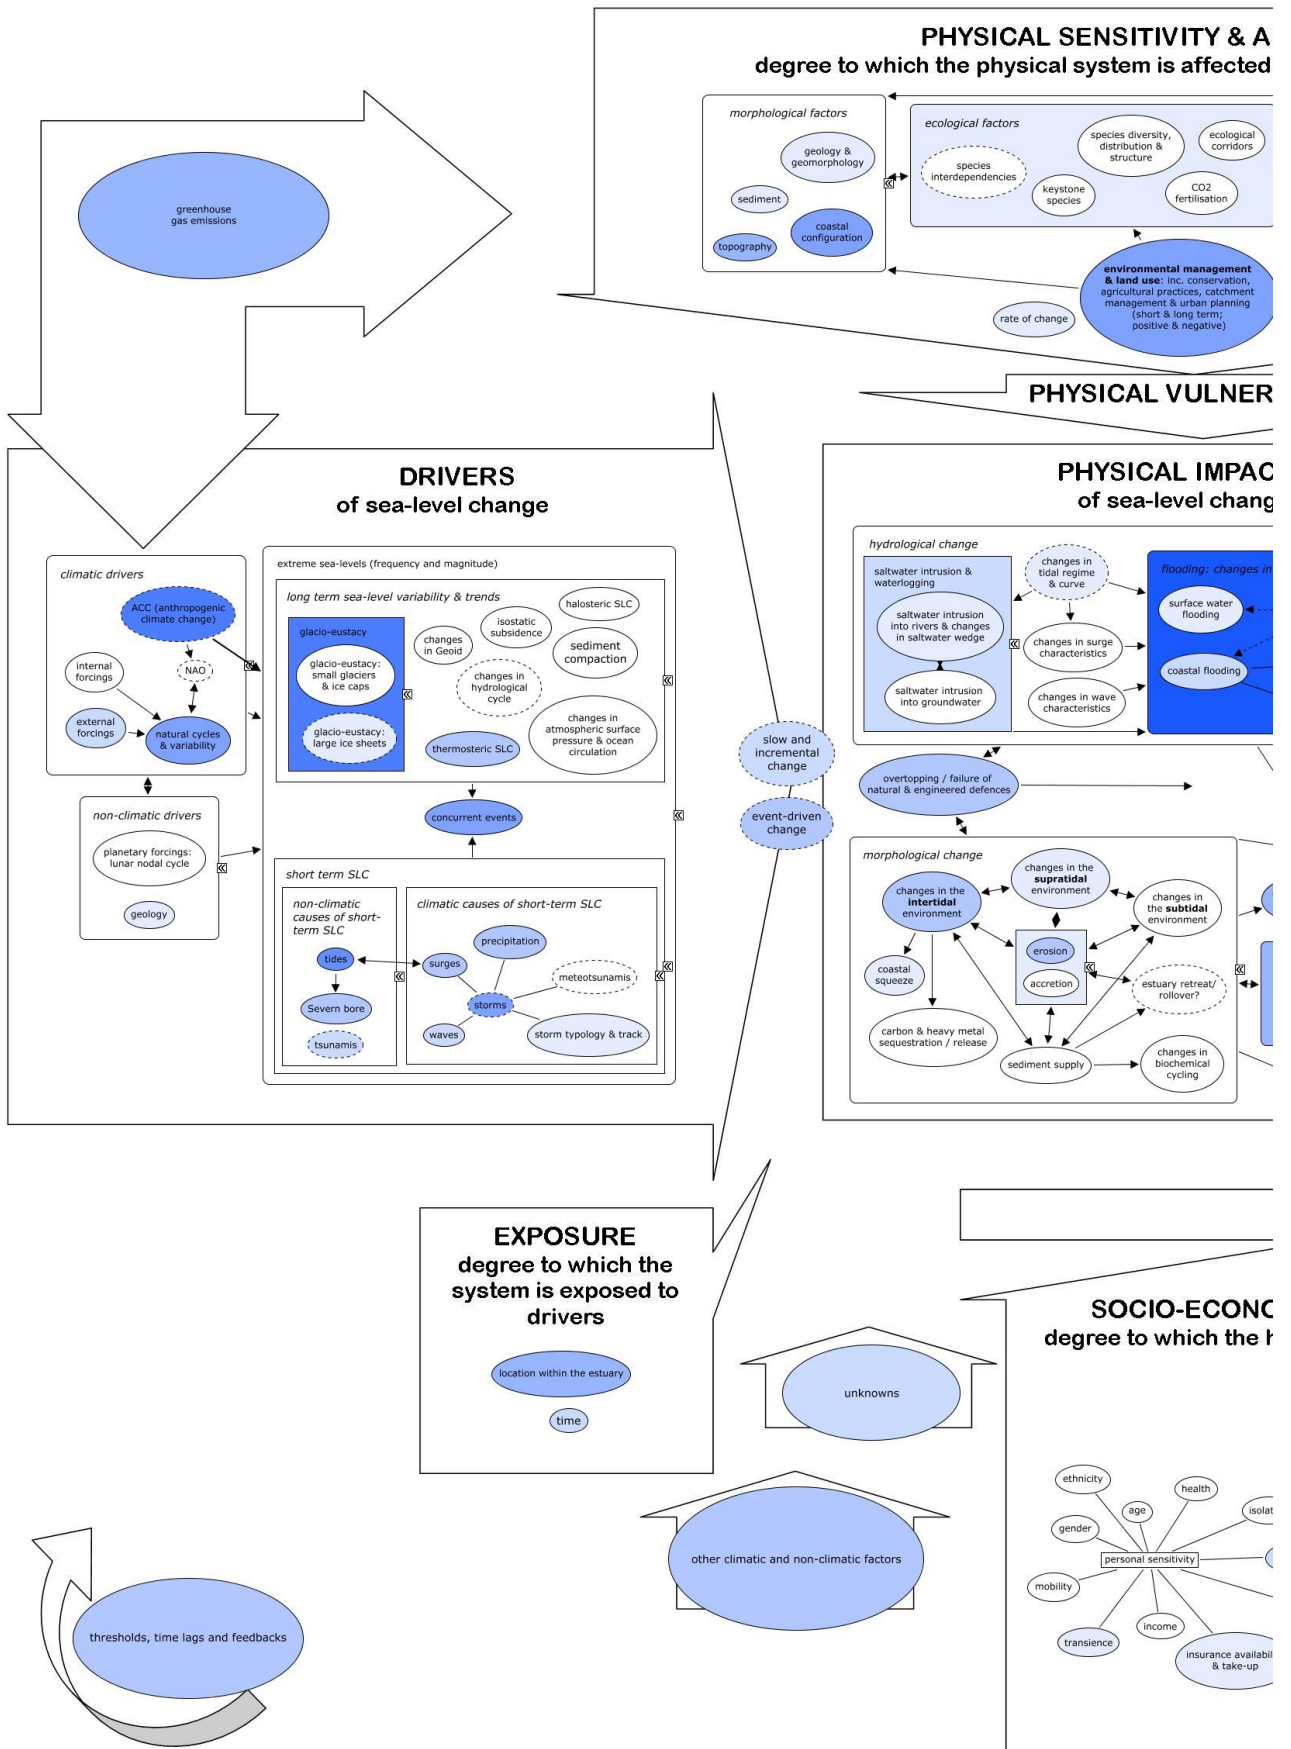 PHYSICAL SENSITIVITY & A
degree to which the physical system is affected
morphological factors
geology &
geomorphology
sediment
coastal
configuration
topography
ecological factors
species
interdependencies
species diversity,
distribution &
structure
ecological
corridors
keystone
species
CO2
fertilisation
environmental management
& land use: inc. conservation,
agricultural practices, catchment
management & urban planning
(short & long term;
positive & negative)
rate of change
greenhouse
gas emissions
PHYSICAL VULNER
DRIVERS
of sea-level change
climatic drivers
ACC (anthropogenic
climate change)
internal
forcings
NAO
external
forcings
natural cycles
& variability
non-climatic drivers
planetary forcings:
lunar nodal cycle
geology
extreme sea-levels (frequency and magnitude)
long term sea-level variability & trends
glacio-eustacy
glacio-eustacy:
small glaciers
& ice caps
glacio-eustacy:
large ice sheets
changes
in Geoid
isostatic
subsidence
halosteric SLC
sediment
compaction
changes in
hydrological
cycle
thermosteric SLC
changes in
atmospheric surface
pressure & ocean
circulation
concurrent events
short term SLC
non-climatic
causes of short-
term SLC
tides
Severn bore
tsunamis
climatic causes of short-term SLC
precipitation
surges
meteotsunamis
storms
waves
storm typology & track
slow and
incremental
change
event-driven
change
PHYSICAL IMPAC
of sea-level chang
hydrological change
saltwater intrusion &
waterlogging
saltwater intrusion
into rivers & changes
in saltwater wedge
saltwater intrusion
into groundwater
changes in
tidal regime
& curve
changes in surge
characteristics
changes in wave
characteristics
flooding: changes in
surface water
flooding
coastal flooding
overtopping / failure of
natural & engineered defences
morphological change
changes in the
intertidal
environment
changes in the
supratidal
environment
changes in
the subtidal
environment
erosion
accretion
coastal
squeeze
estuary retreat/
rollover?
carbon & heavy metal
sequestration / release
sediment supply
changes in
biochemical
cycling
EXPOSURE
degree to which the
system is exposed to
drivers
location within the estuary
time
unknowns
other climatic and non-climatic factors
thresholds, time lags and feedbacks
SOCIO-ECONO
degree to which the h
ethnicity
health
age
isolat
gender
personal sensitivity
mobility
income
transience
insurance availabil
& take-up